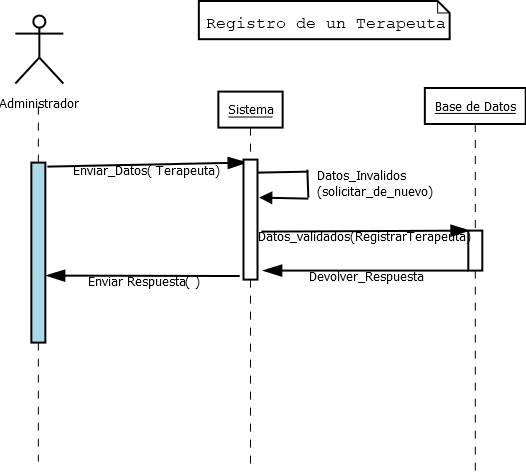 Registro de un Terapeuta
Administrador
Sistema
Base de Datos
Enviar_Datos( Terapeuta)
Datos_Invalidos
(solicitar_de_nuevo)
Datos_validados(RegistrarTerapeuta)
Devolver_Respuesta
Enviar Respuesta( )